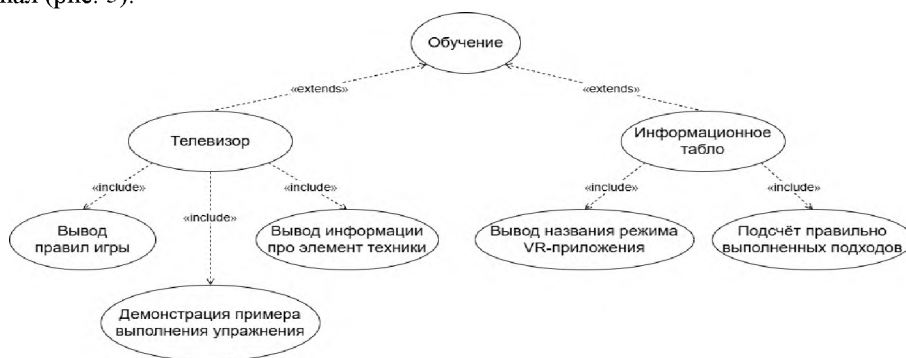 нал (рис. 3).
Обучение
«extends»
«extends»
Телевизор
Информационное
табло
«include»
«include»
«include»
«include»
«include»
Вывод
правил игры
Вывод информации
про элемент техники
Вывод названия режима
VR-приложения
Подсчёт правильно
выполненных подходов
Демонстрация примера
выполнения упражнения